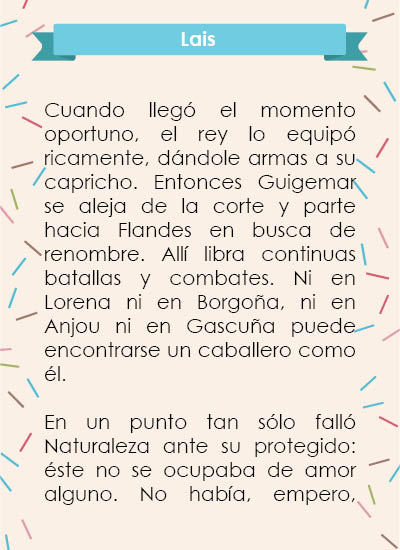 Lais
Cuando llegó el momento
oportuno, el rey lo equipó
ricamente, dándole armas a su
capricho. Entonces Guigemar
se aleja de la corte y parte
hacia Flandes en busca de
renombre. Allí libra continuas
batallas y combates. Ni en
Lorena ni en Borgoña, ni en
Anjou ni en Gascuña puede
encontrarse un caballero como
él.
En un punto tan sólo falló
Naturaleza ante su protegido:
éste no se ocupaba de amor
alguno. No había, empero,